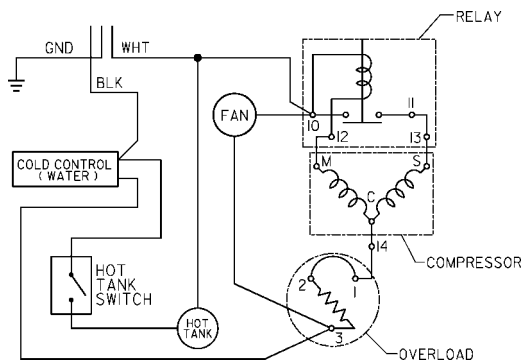 RELAY
GND
WHT
BLK
FAN
10
11
12
13
COLD CONTROL
(WATER)
M
S
C
14
COMPRESSOR
HOT
TANK
SWITCH
2
1
HOT
TANK
3
OVERLOAD